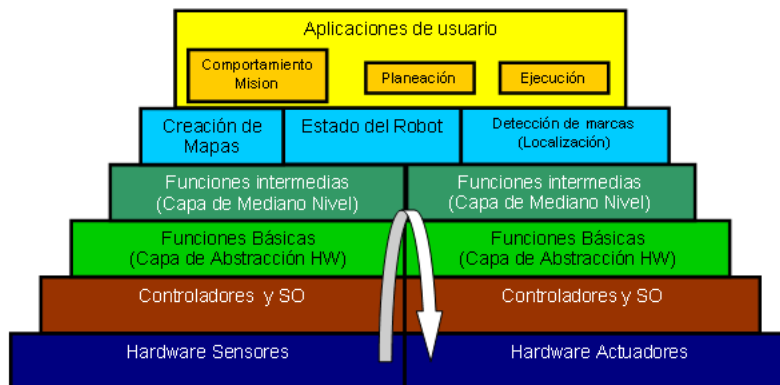 Aplicaciones de usuario
Comportamiento
Mision
Planeación
Ejecución
Creación de
Mapas
Estado del Robot
Detección de marcas
(Localización)
Funciones intermedias
(Capa de Mediano Nivel)
Funciones intermedias
(Capa de Mediano Nivel)
Funciones Básicas
(Capa de Abstracción HW)
Funciones Básicas
(Capa de Abstracción HW)
Controladores y SO
Controladores y SO
Hardware Sensores
Hardware Actuadores